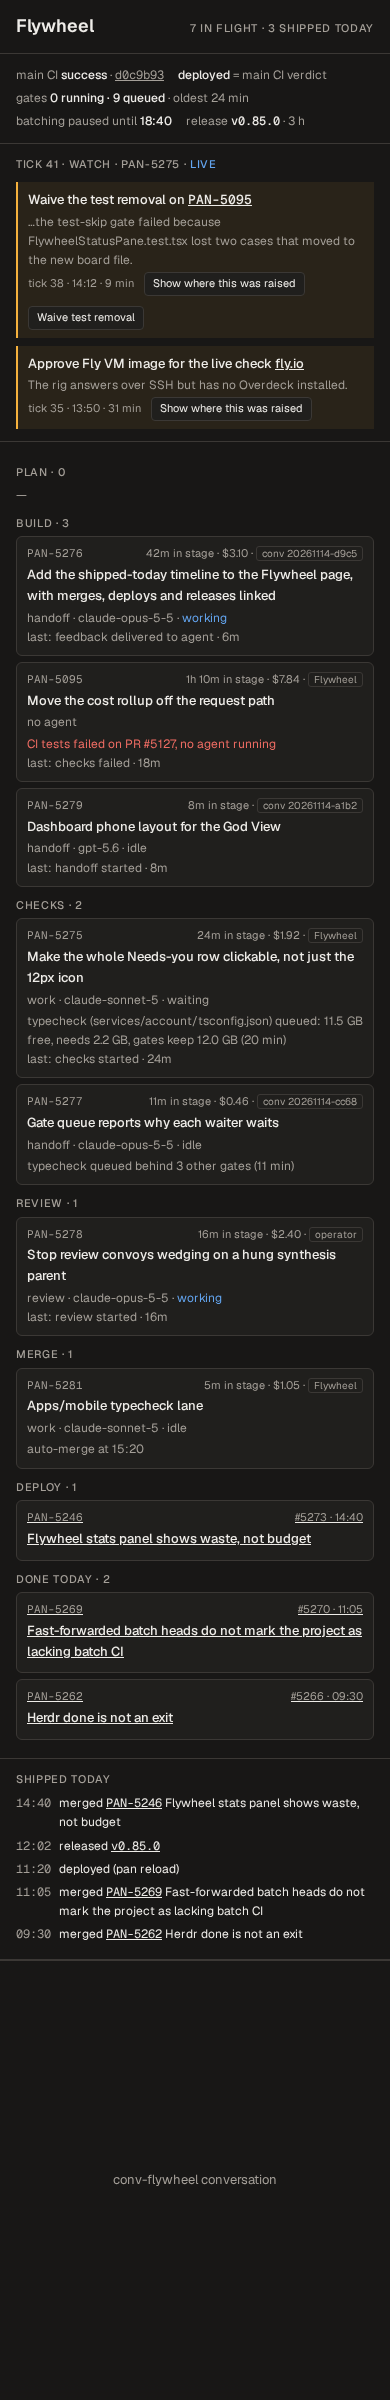 Flywheel
7 IN FLIGHT · 3 SHIPPED TODAY
main CI success · d0c9b93 deployed = main CI verdict
gates 0 running · 9 queued · oldest 24 min
batching paused until 18:40 release v0.85.0 · 3 h
TICK 41 · WATCH · PAN-5275 · LIVE
Waive the test removal on PAN-5095
…the test-skip gate failed because
FlywheelStatusPane.test.tsx lost two cases that moved to
the new board file.
tick 38 · 14:12 · 9 min Show where this was raised
Waive test removal
Approve Fly VM image for the live check fly.io
The rig answers over SSH but has no Overdeck installed.
tick 35 · 13:50 · 31 min Show where this was raised
PLAN · 0
—
BUILD · 3
PAN-5276 42m in stage · $3.10 · conv 20261114-d9c5
Add the shipped-today timeline to the Flywheel page,
with merges, deploys and releases linked
handoff · claude-opus-5-5 · working
last: feedback delivered to agent · 6m
PAN-5095 1h 10m in stage · $7.84 · Flywheel
Move the cost rollup off the request path
no agent
CI tests failed on PR #5127, no agent running
last: checks failed · 18m
PAN-5279 8m in stage · conv 20261114-a1b2
Dashboard phone layout for the God View
handoff · gpt-5.6 · idle
last: handoff started · 8m
CHECKS · 2
PAN-5275 24m in stage · $1.92 · Flywheel
Make the whole Needs-you row clickable, not just the
12px icon
work · claude-sonnet-5 · waiting
typecheck (services/account/tsconfig.json) queued: 11.5 GB
free, needs 2.2 GB, gates keep 12.0 GB (20 min)
last: checks started · 24m
PAN-5277 11m in stage · $0.46 · conv 20261114-cc68
Gate queue reports why each waiter waits
handoff · claude-opus-5-5 · idle
typecheck queued behind 3 other gates (11 min)
REVIEW · 1
PAN-5278 16m in stage · $2.40 · operator
Stop review convoys wedging on a hung synthesis
parent
review · claude-opus-5-5 · working
last: review started · 16m
MERGE · 1
PAN-5281 5m in stage · $1.05 · Flywheel
Apps/mobile typecheck lane
work · claude-sonnet-5 · idle
auto-merge at 15:20
DEPLOY · 1
PAN-5246 #5273 · 14:40
Flywheel stats panel shows waste, not budget
DONE TODAY · 2
PAN-5269 #5270 · 11:05
Fast-forwarded batch heads do not mark the project as
lacking batch CI
PAN-5262 #5266 · 09:30
Herdr done is not an exit
SHIPPED TODAY
14:40 merged PAN-5246 Flywheel stats panel shows waste,
not budget
12:02 released v0.85.0
11:20 deployed (pan reload)
11:05 merged PAN-5269 Fast-forwarded batch heads do not
mark the project as lacking batch CI
09:30 merged PAN-5262 Herdr done is not an exit
conv-flywheel conversation